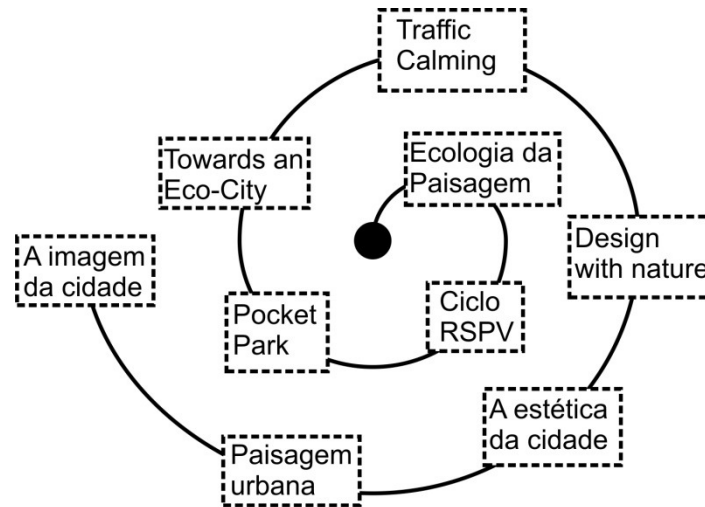 Traffic
Calming
Towards an
Eco-City
Ecologia da
Paisagem
A imagem
da cidade
Design
with nature
Pocket
Park
Ciclo
RSPV
A estética
da cidade
Paisagem
urbana